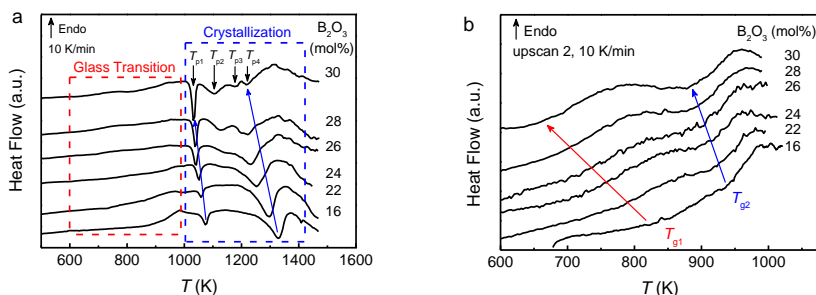 a
Endo
10 K/min
Crystallization
B2O3
(mol%)
Glass Transition
Tp1
Tp2
Tp3
Tp4
30
28
26
24
22
16
Heat Flow (a.u.)
600
800
1000
1200
1400
1600
T (K)
b
Endo
upscan 2, 10 K/min
B2O3
(mol%)
30
28
26
24
22
16
Tg1
Tg2
Heat Flow (a.u.)
600
700
800
900
1000
T (K)